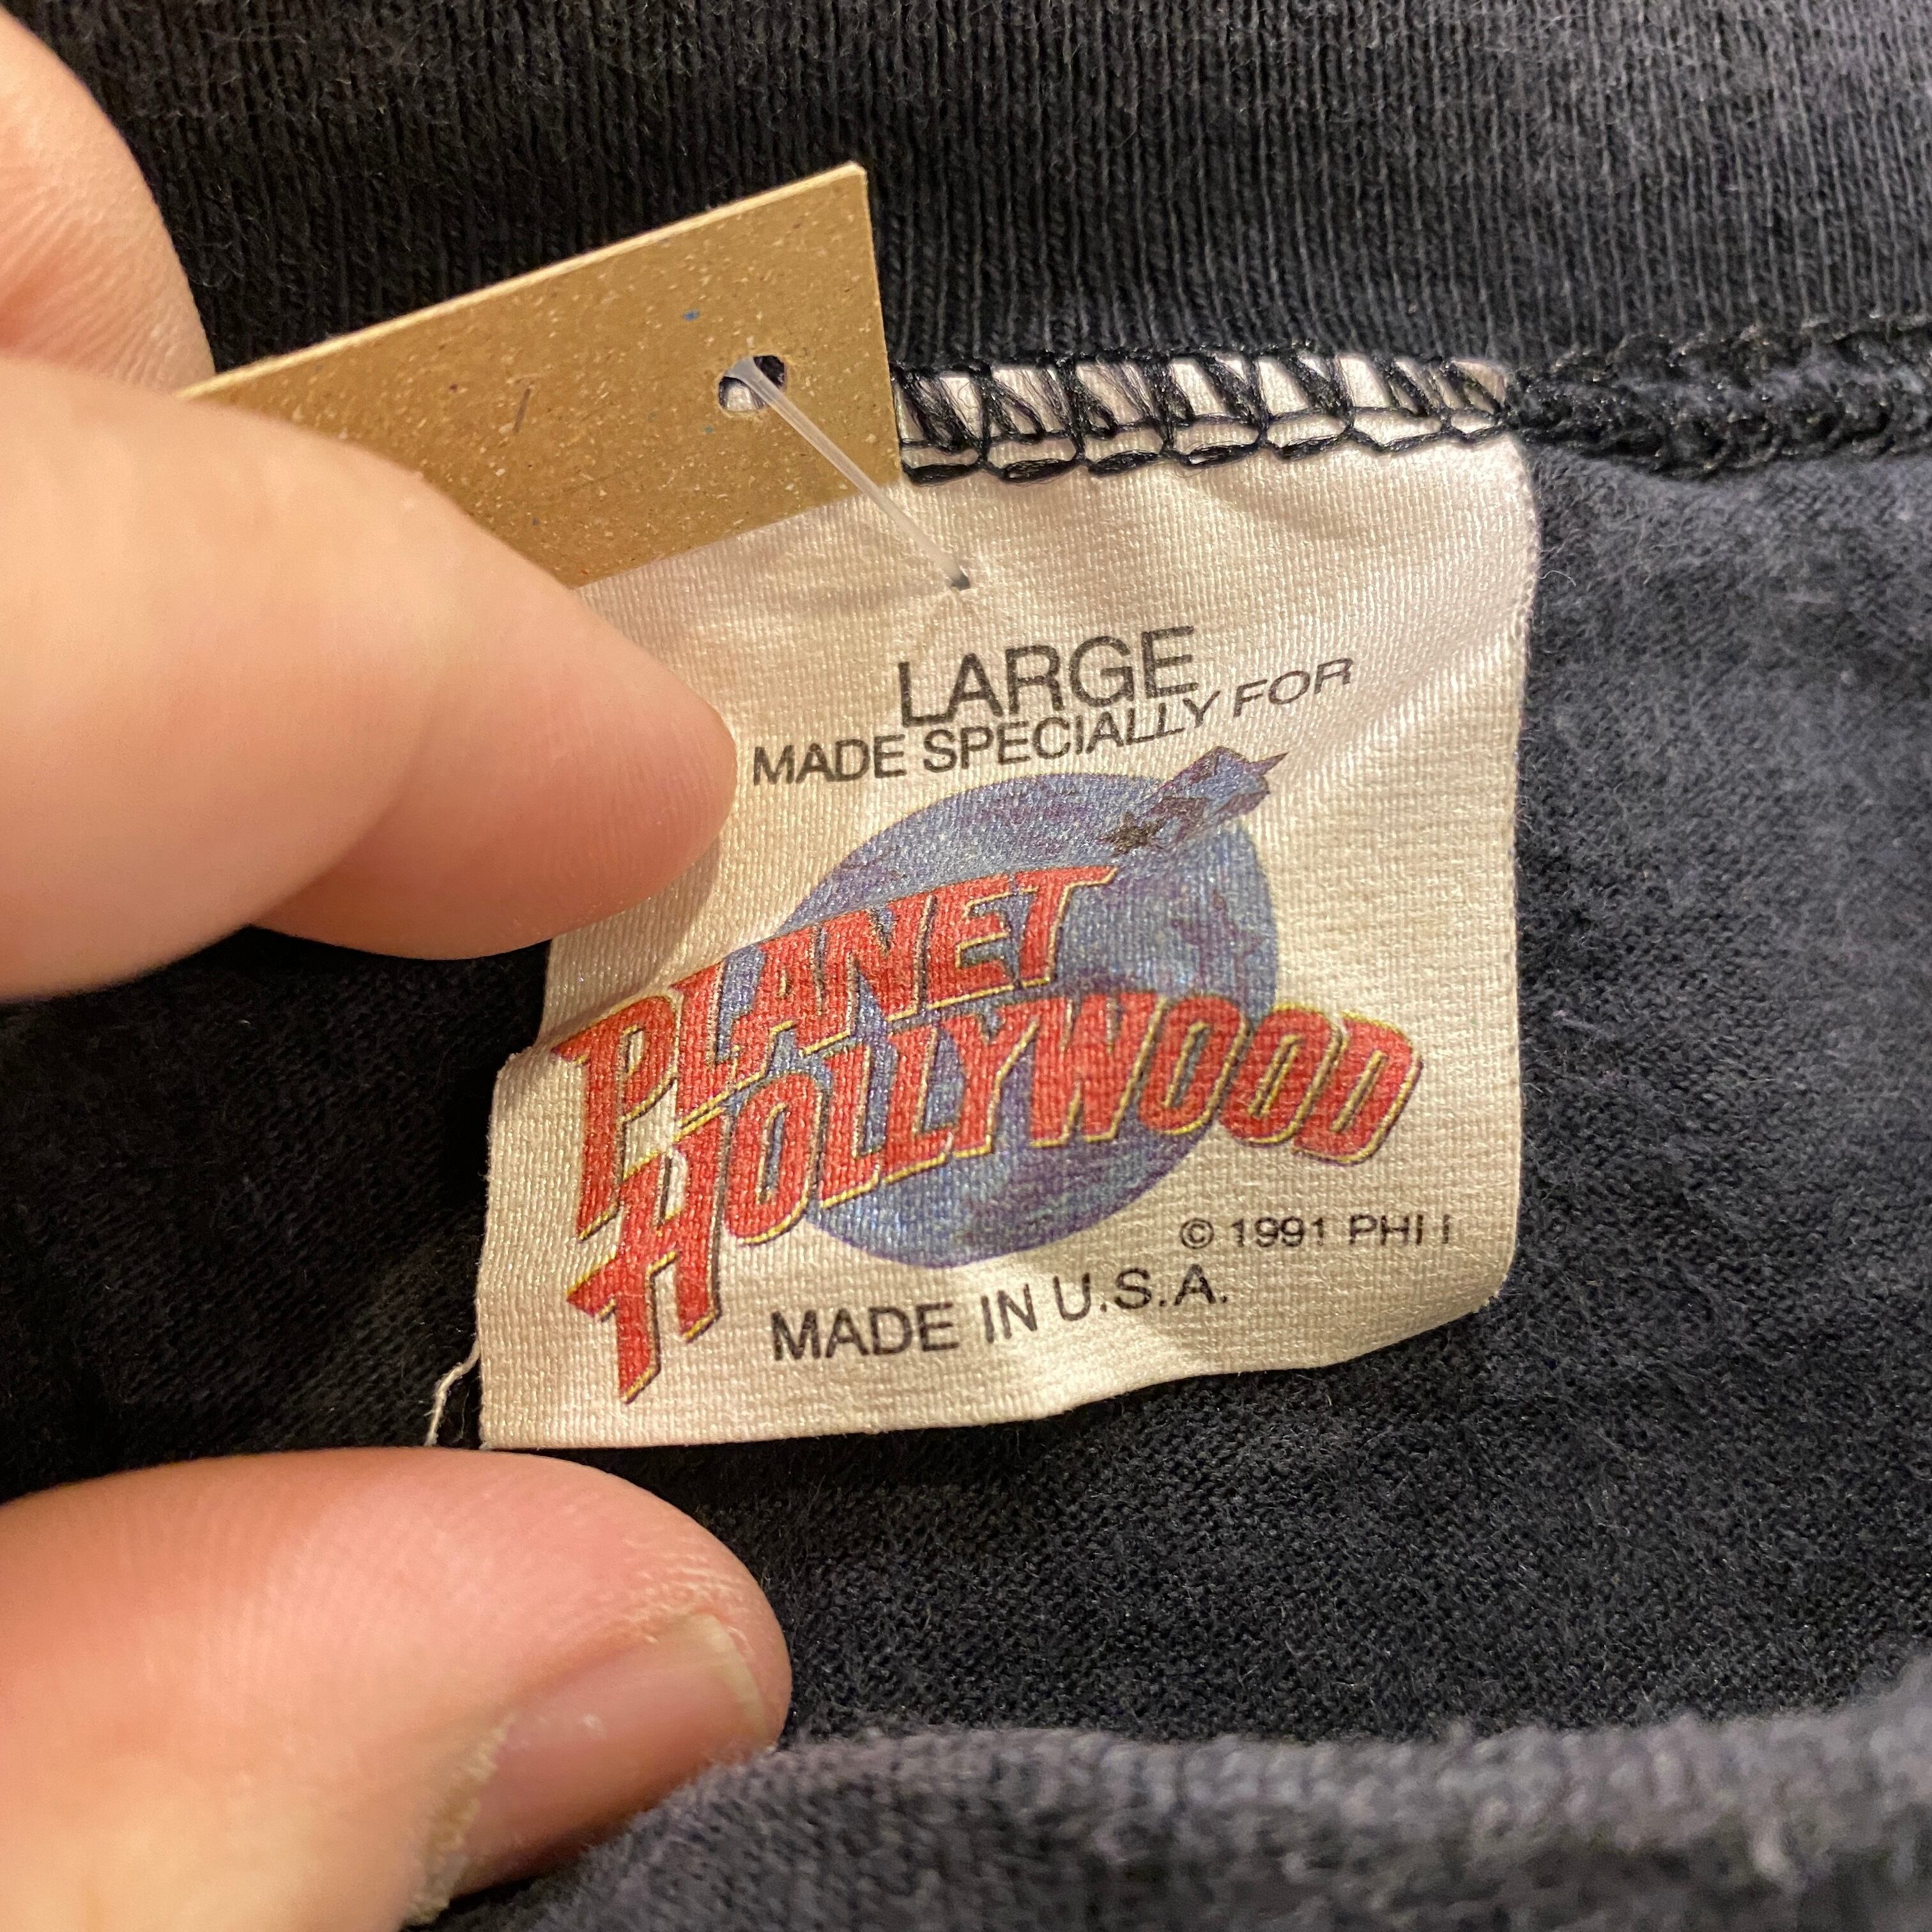 LARGE
MADE SPECIALLY FOR
PLANET
HOLLYWOOD
© 1991 PHI I
MADE IN U.S.A.